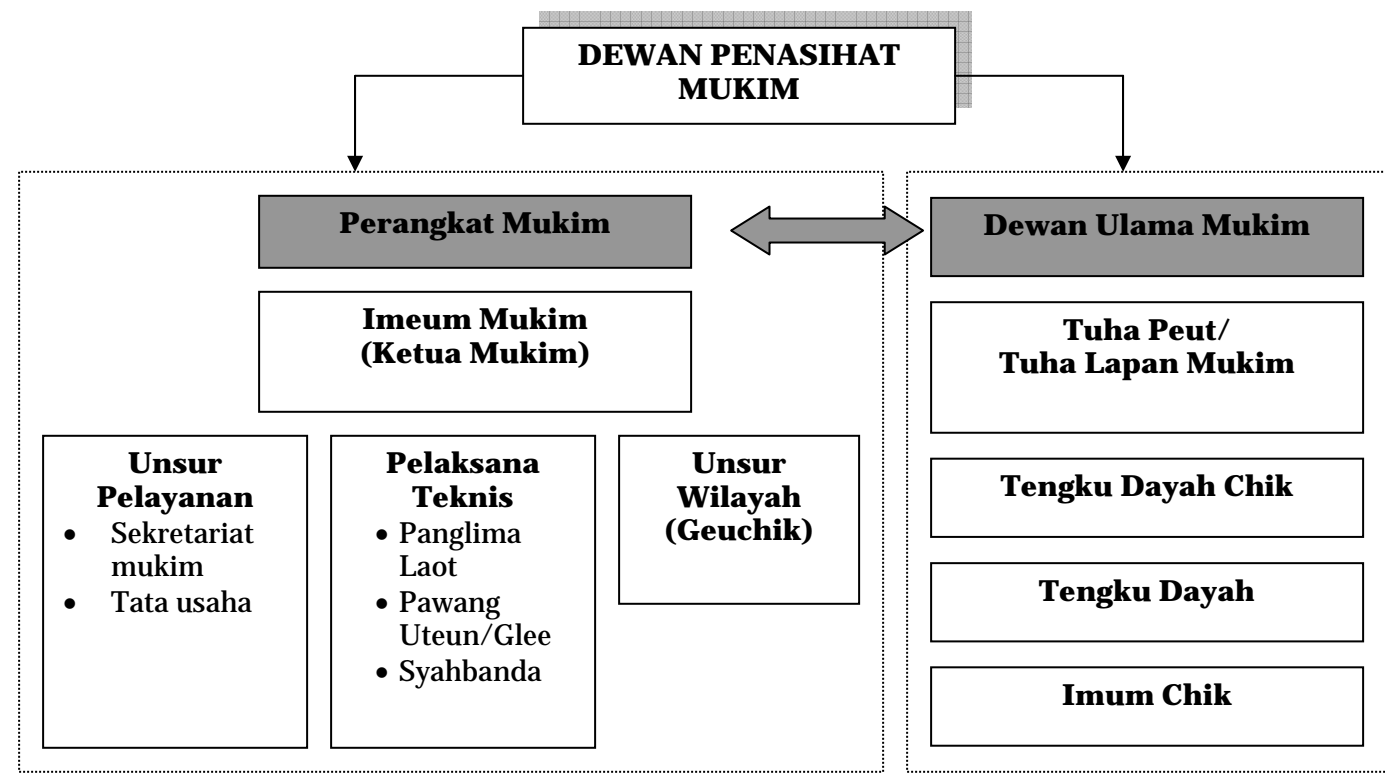 DEWAN PENASIHAT
MUKIM
Perangkat Mukim
Imeum Mukim
(Ketua Mukim)
Unsur
Pelayanan
• Sekretariat
mukim
• Tata usaha
Pelaksana
Teknis
• Panglima
Laot
• Pawang
Uteun/Glee
• Syahbanda
Unsur
Wilayah
(Geuchik)
Dewan Ulama Mukim
Tuha Peut/
Tuha Lapan Mukim
Tengku Dayah Chik
Tengku Dayah
Imum Chik